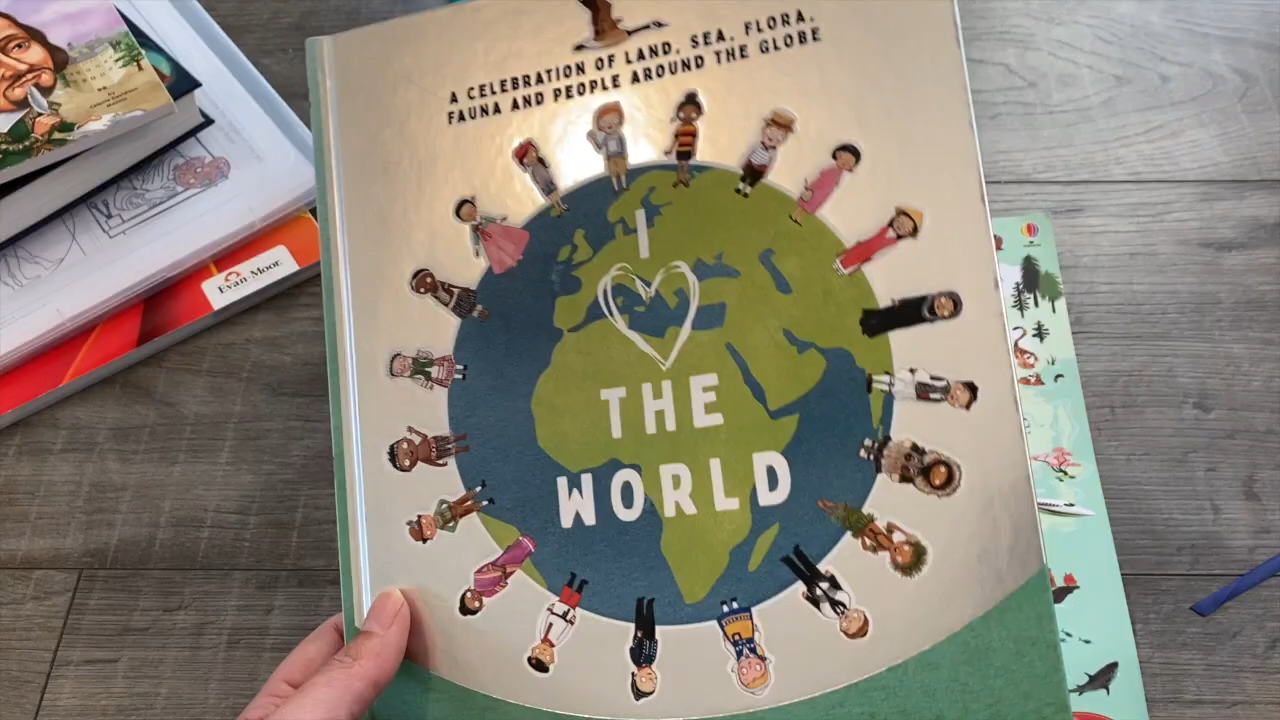 A CELEBRATION OF LAND, SEA, FLORA,
FAUNA AND PEOPLE AROUND THE GLOBE
I
THE
WORLD
Evan-Moor